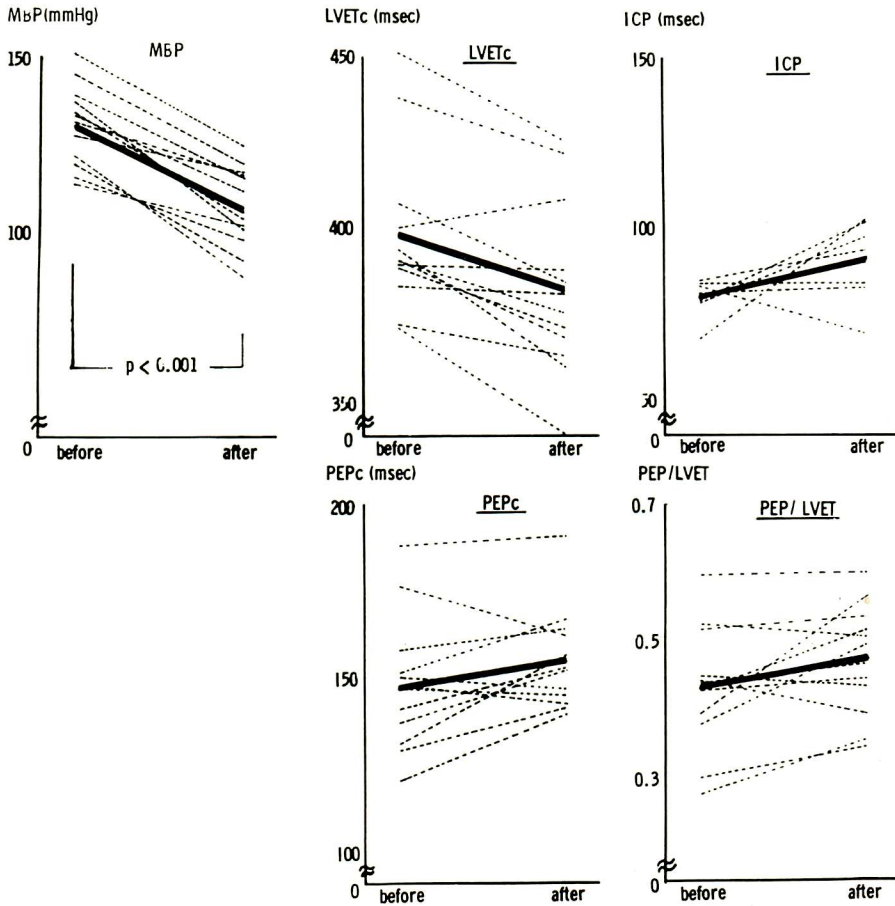 MBP(mmHg)
MBP
150
100
p < 0.001
0
before after
LVETc (msec)
LVETc
450
400
350
0
before after
ICP (msec)
ICP
150
100
50
0
before after
PEPc (msec)
PEPc
200
150
100
0
before after
PEP/LVET
PEP/ LVET
0.7
0.5
0.3
0
before after